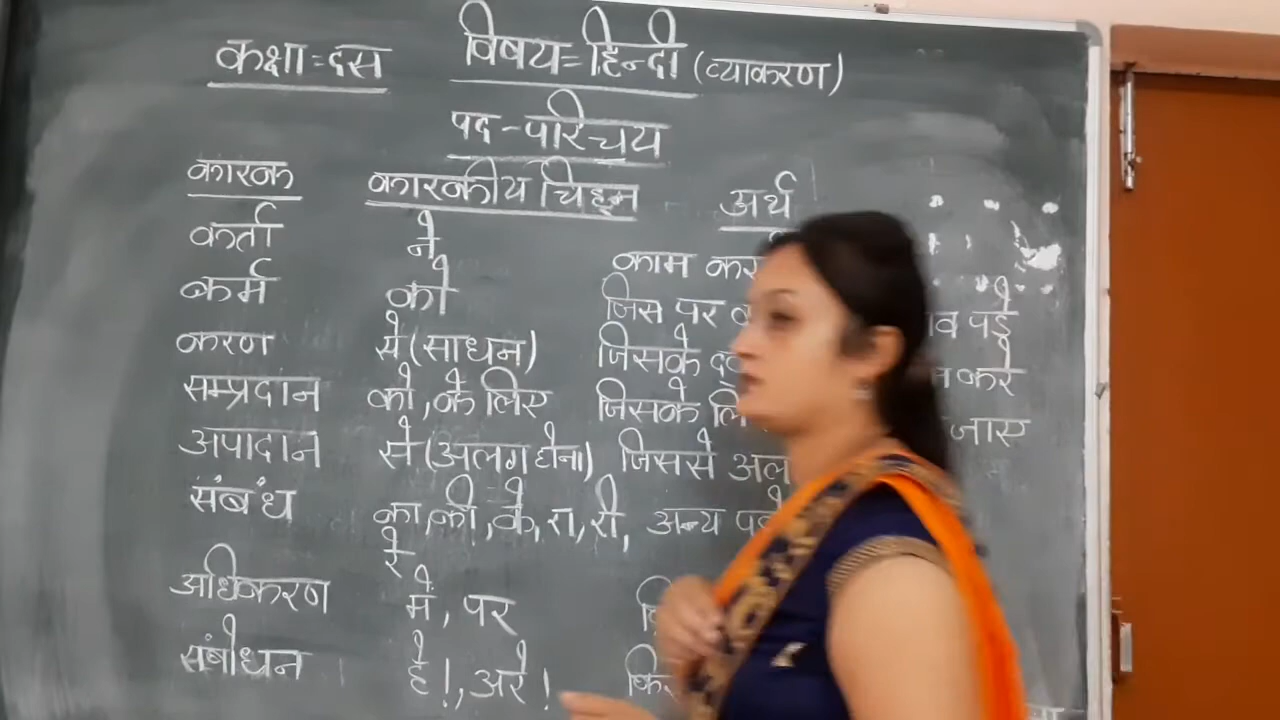 कक्षा=दस विषय=हिन्दी (व्याकरण)
पद-परिचय
कारक कारकीय चिह्न अर्थ
कर्ता ने काम
कर्म को जिस पर पड़े
करण से (साधन) जिसके करे
सम्प्रदान को, के लिए जिसके जाए
अपादान से (अलग होना) जिससे
संबंध का, की, के, रा, री, अन्य
रे
अधिकरण में, पर
संबोधन हे!, अरे!